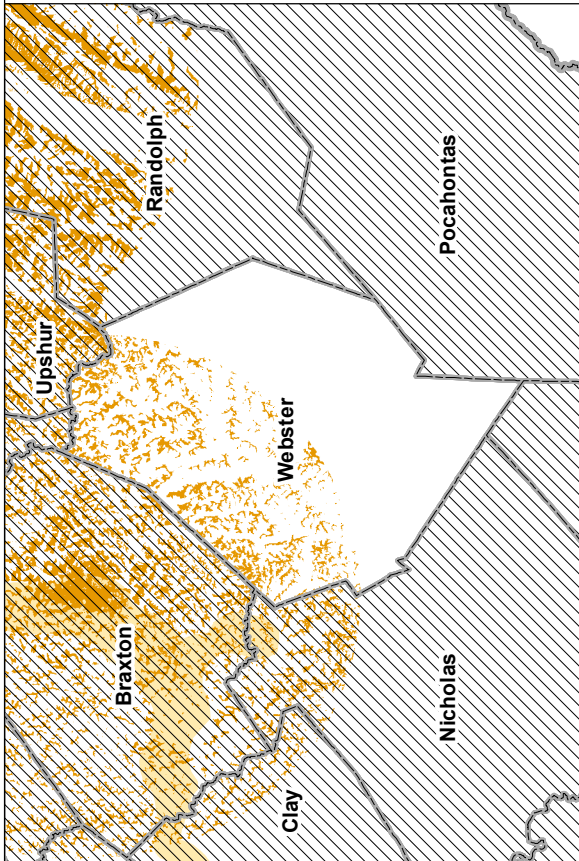 Randolph
Pocahontas
Upshur
Webster
Braxton
Nicholas
Clay